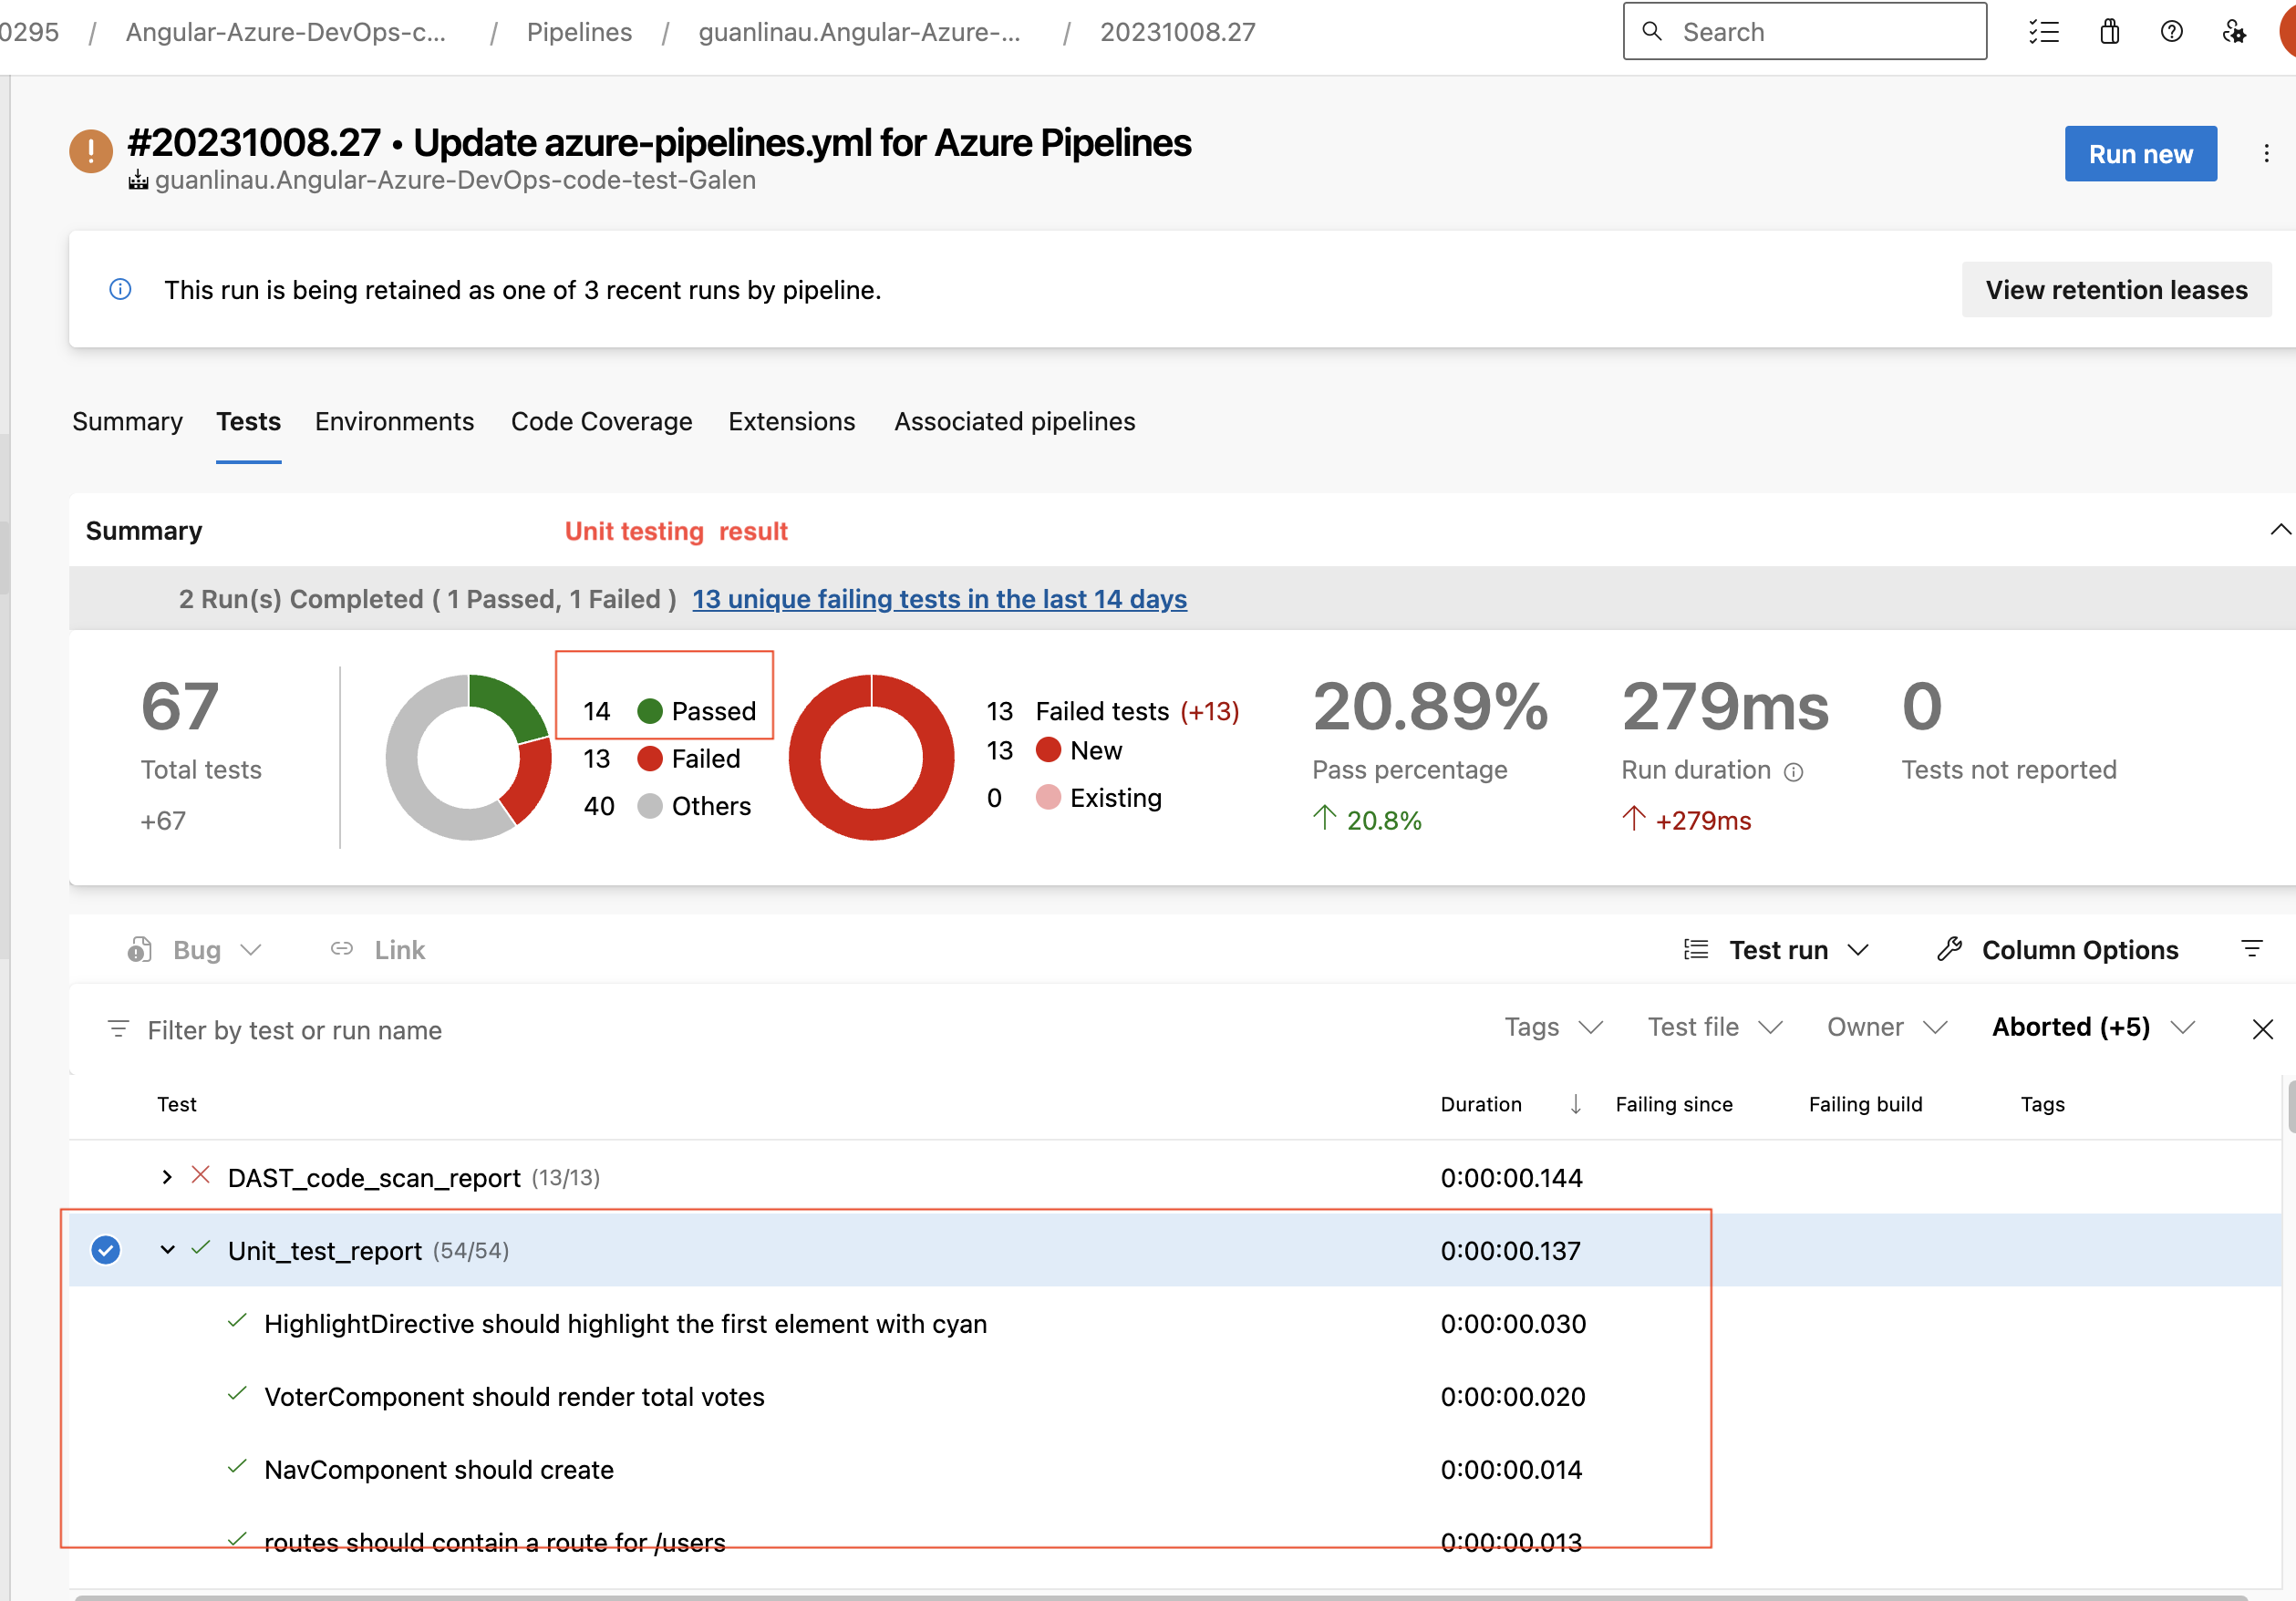 0295 / Angular-Azure-DevOps-c... / Pipelines / guanlinau.Angular-Azure-... / 20231008.27 Search
#20231008.27 • Update azure-pipelines.yml for Azure Pipelines
Run new
guanlinau.Angular-Azure-DevOps-code-test-Galen
This run is being retained as one of 3 recent runs by pipeline. View retention leases
Summary Tests Environments Code Coverage Extensions Associated pipelines
Summary Unit testing result
2 Run(s) Completed ( 1 Passed, 1 Failed ) 13 unique failing tests in the last 14 days
67
Total tests
+67
14 Passed
13 Failed
40 Others
13 Failed tests (+13)
13 New
0 Existing
20.89%
Pass percentage
20.8%
279ms
Run duration
+279ms
0
Tests not reported
Bug Link Test run Column Options
Filter by test or run name Tags Test file Owner Aborted (+5)
Test Duration Failing since Failing build Tags
DAST_code_scan_report (13/13) 0:00:00.144
Unit_test_report (54/54) 0:00:00.137
HighlightDirective should highlight the first element with cyan 0:00:00.030
VoterComponent should render total votes 0:00:00.020
NavComponent should create 0:00:00.014
routes should contain a route for /users 0:00:00.013